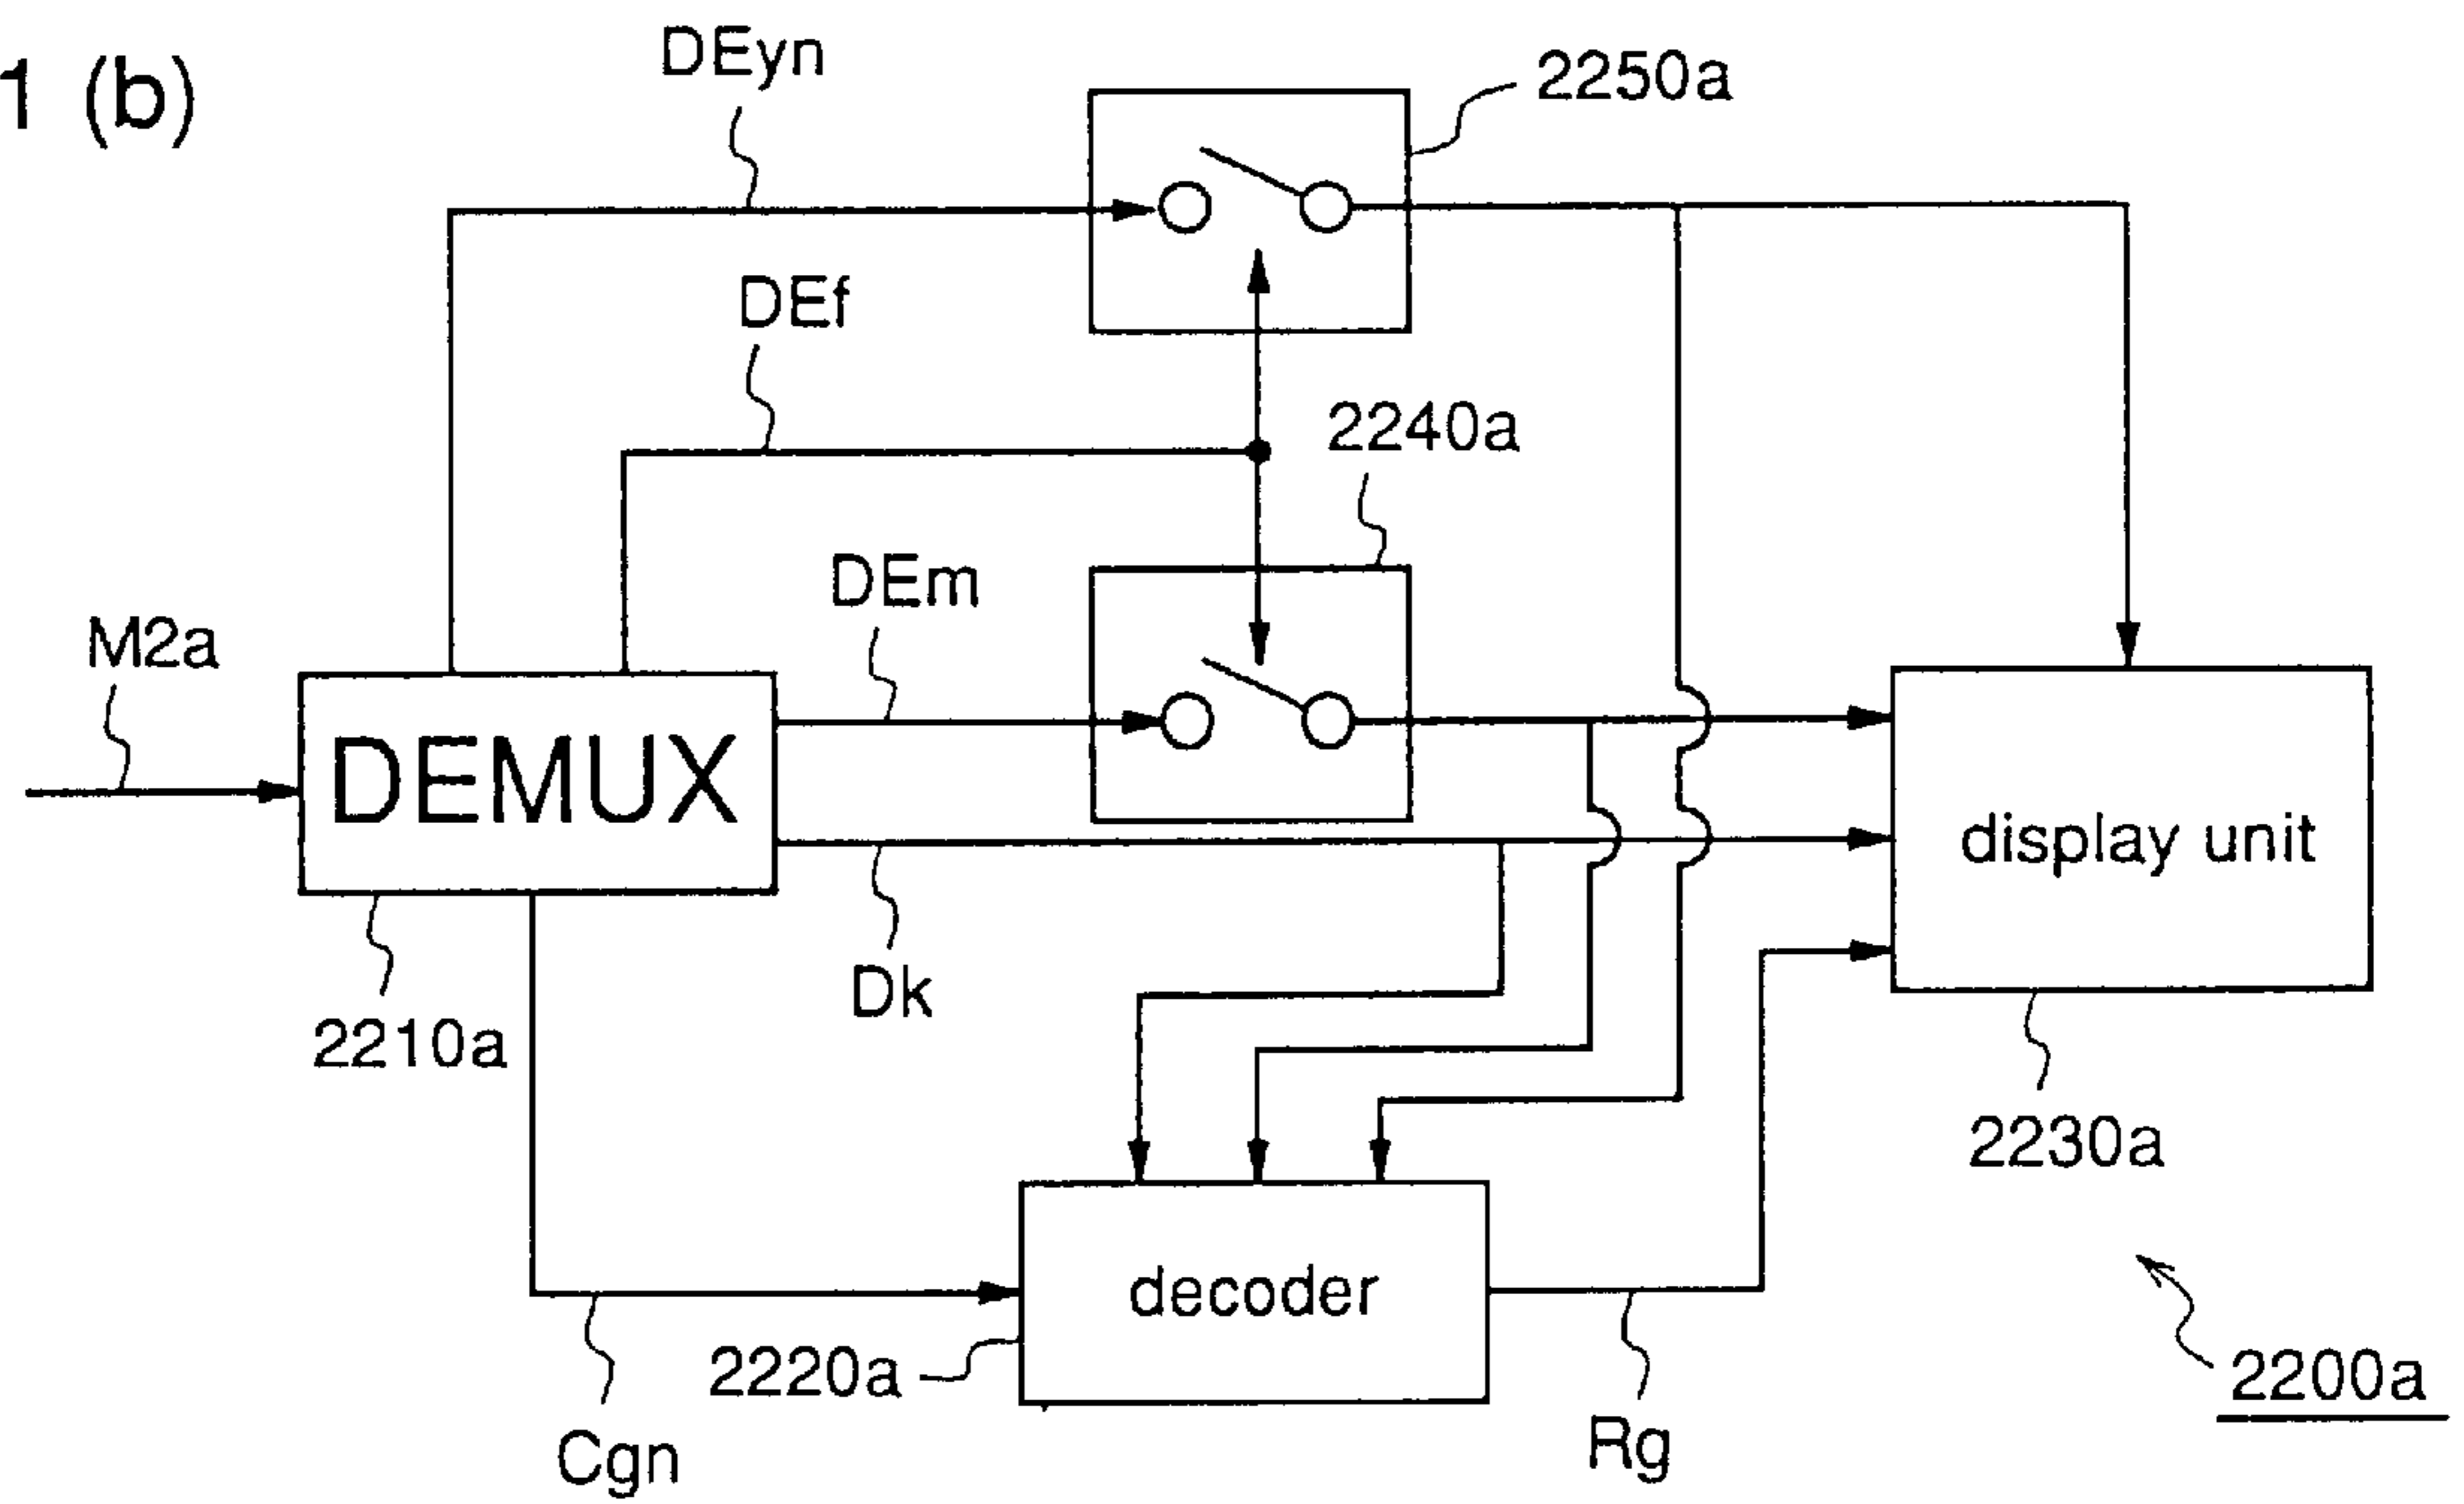 1 (b)
DEyn
2250a
DEf
2240a
DEm
M2a
DEMUX
display unit
Dk
2210a
2230a
decoder
2220a
2200a
Cgn
Rg